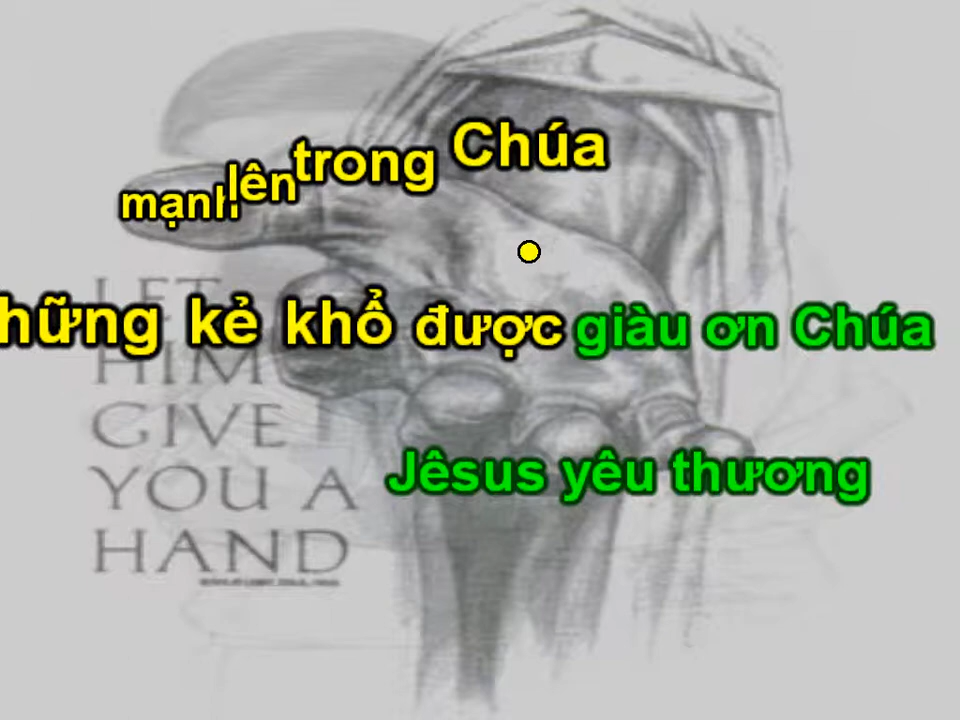 mạnh lên trong Chúa
hững kẻ khổ được giàu ơn Chúa
Jêsus yêu thương
LET
HIM
GIVE
YOU A
HAND